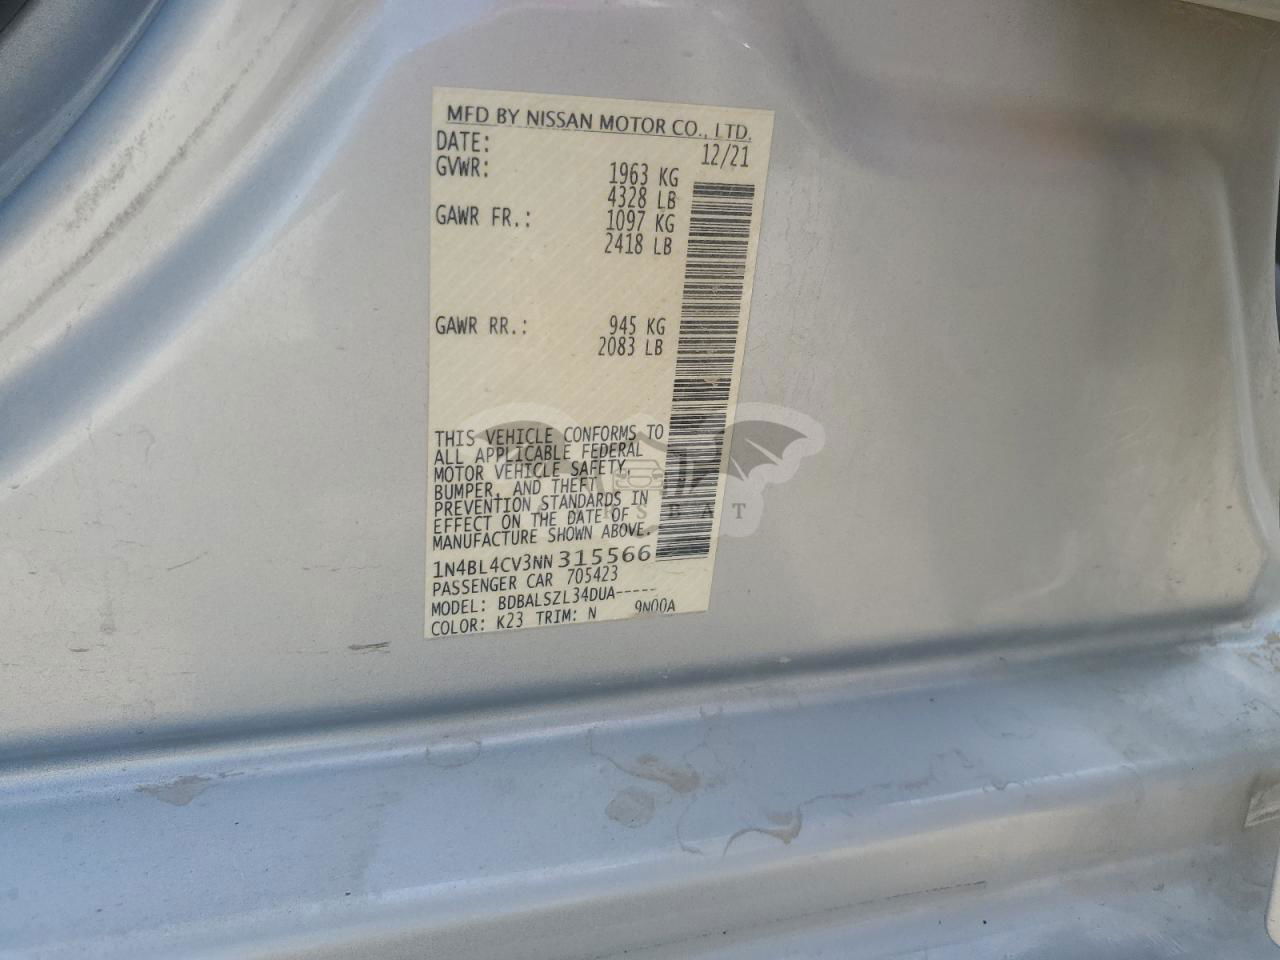 MFD BY NISSAN MOTOR CO., LTD.
DATE: 12/21
GVWR: 1963 KG
4328 LB
GAWR FR.: 1097 KG
2418 LB
GAWR RR.: 945 KG
2083 LB
THIS VEHICLE CONFORMS TO
ALL APPLICABLE FEDERAL
MOTOR VEHICLE SAFETY,
BUMPER, AND THEFT
PREVENTION STANDARDS IN
EFFECT ON THE DATE OF
MANUFACTURE SHOWN ABOVE.
1N4BL4CV3NN315566
PASSENGER CAR 705423
MODEL: BDBALSZL34DUA-----
COLOR: K23 TRIM: N 9N00A